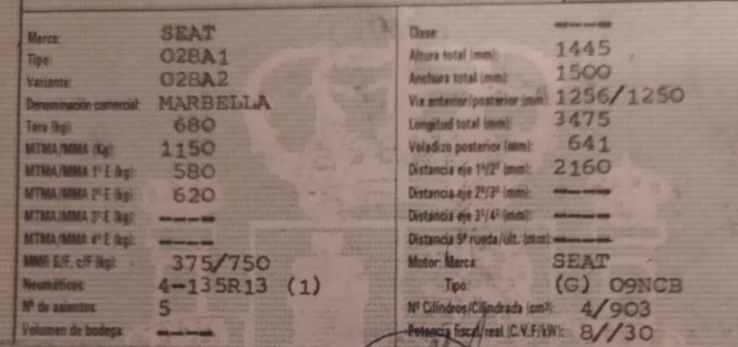 Marca: SEAT
Tipo: 028A1
Variante: 028A2
Denominación comercial: MARBELLA
Tara (kg): 680
MTMA/MMA (Kg): 1150
MTMA/MMA 1º E (kg): 580
MTMA/MMA 2º E (kg): 620
MTMA/MMA 3º E (kg): ----
MTMA/MMA 4º E (kg): ----
MMR S/F, c/F (kg): 375/750
Neumáticos: 4-135R13 (1)
Nº de asientos: 5
Volumen de bodega: ----
Clase: ----
Altura total (mm): 1445
Anchura total (mm): 1500
Via anterior/posterior (mm): 1256/1250
Longitud total (mm): 3475
Voladizo posterior (mm): 641
Distancia eje 1º/2º (mm): 2160
Distancia eje 2º/3º (mm): ----
Distancia eje 3º/4º (mm): ----
Distancia 5ª rueda/últ. (mm): ----
Motor: Marca: SEAT
Tipo: (G) 09NCB
Nº Cilindros/Cilindrada (cm³): 4/903
Potencia fiscal/real (C.V.F/kW): 8//30